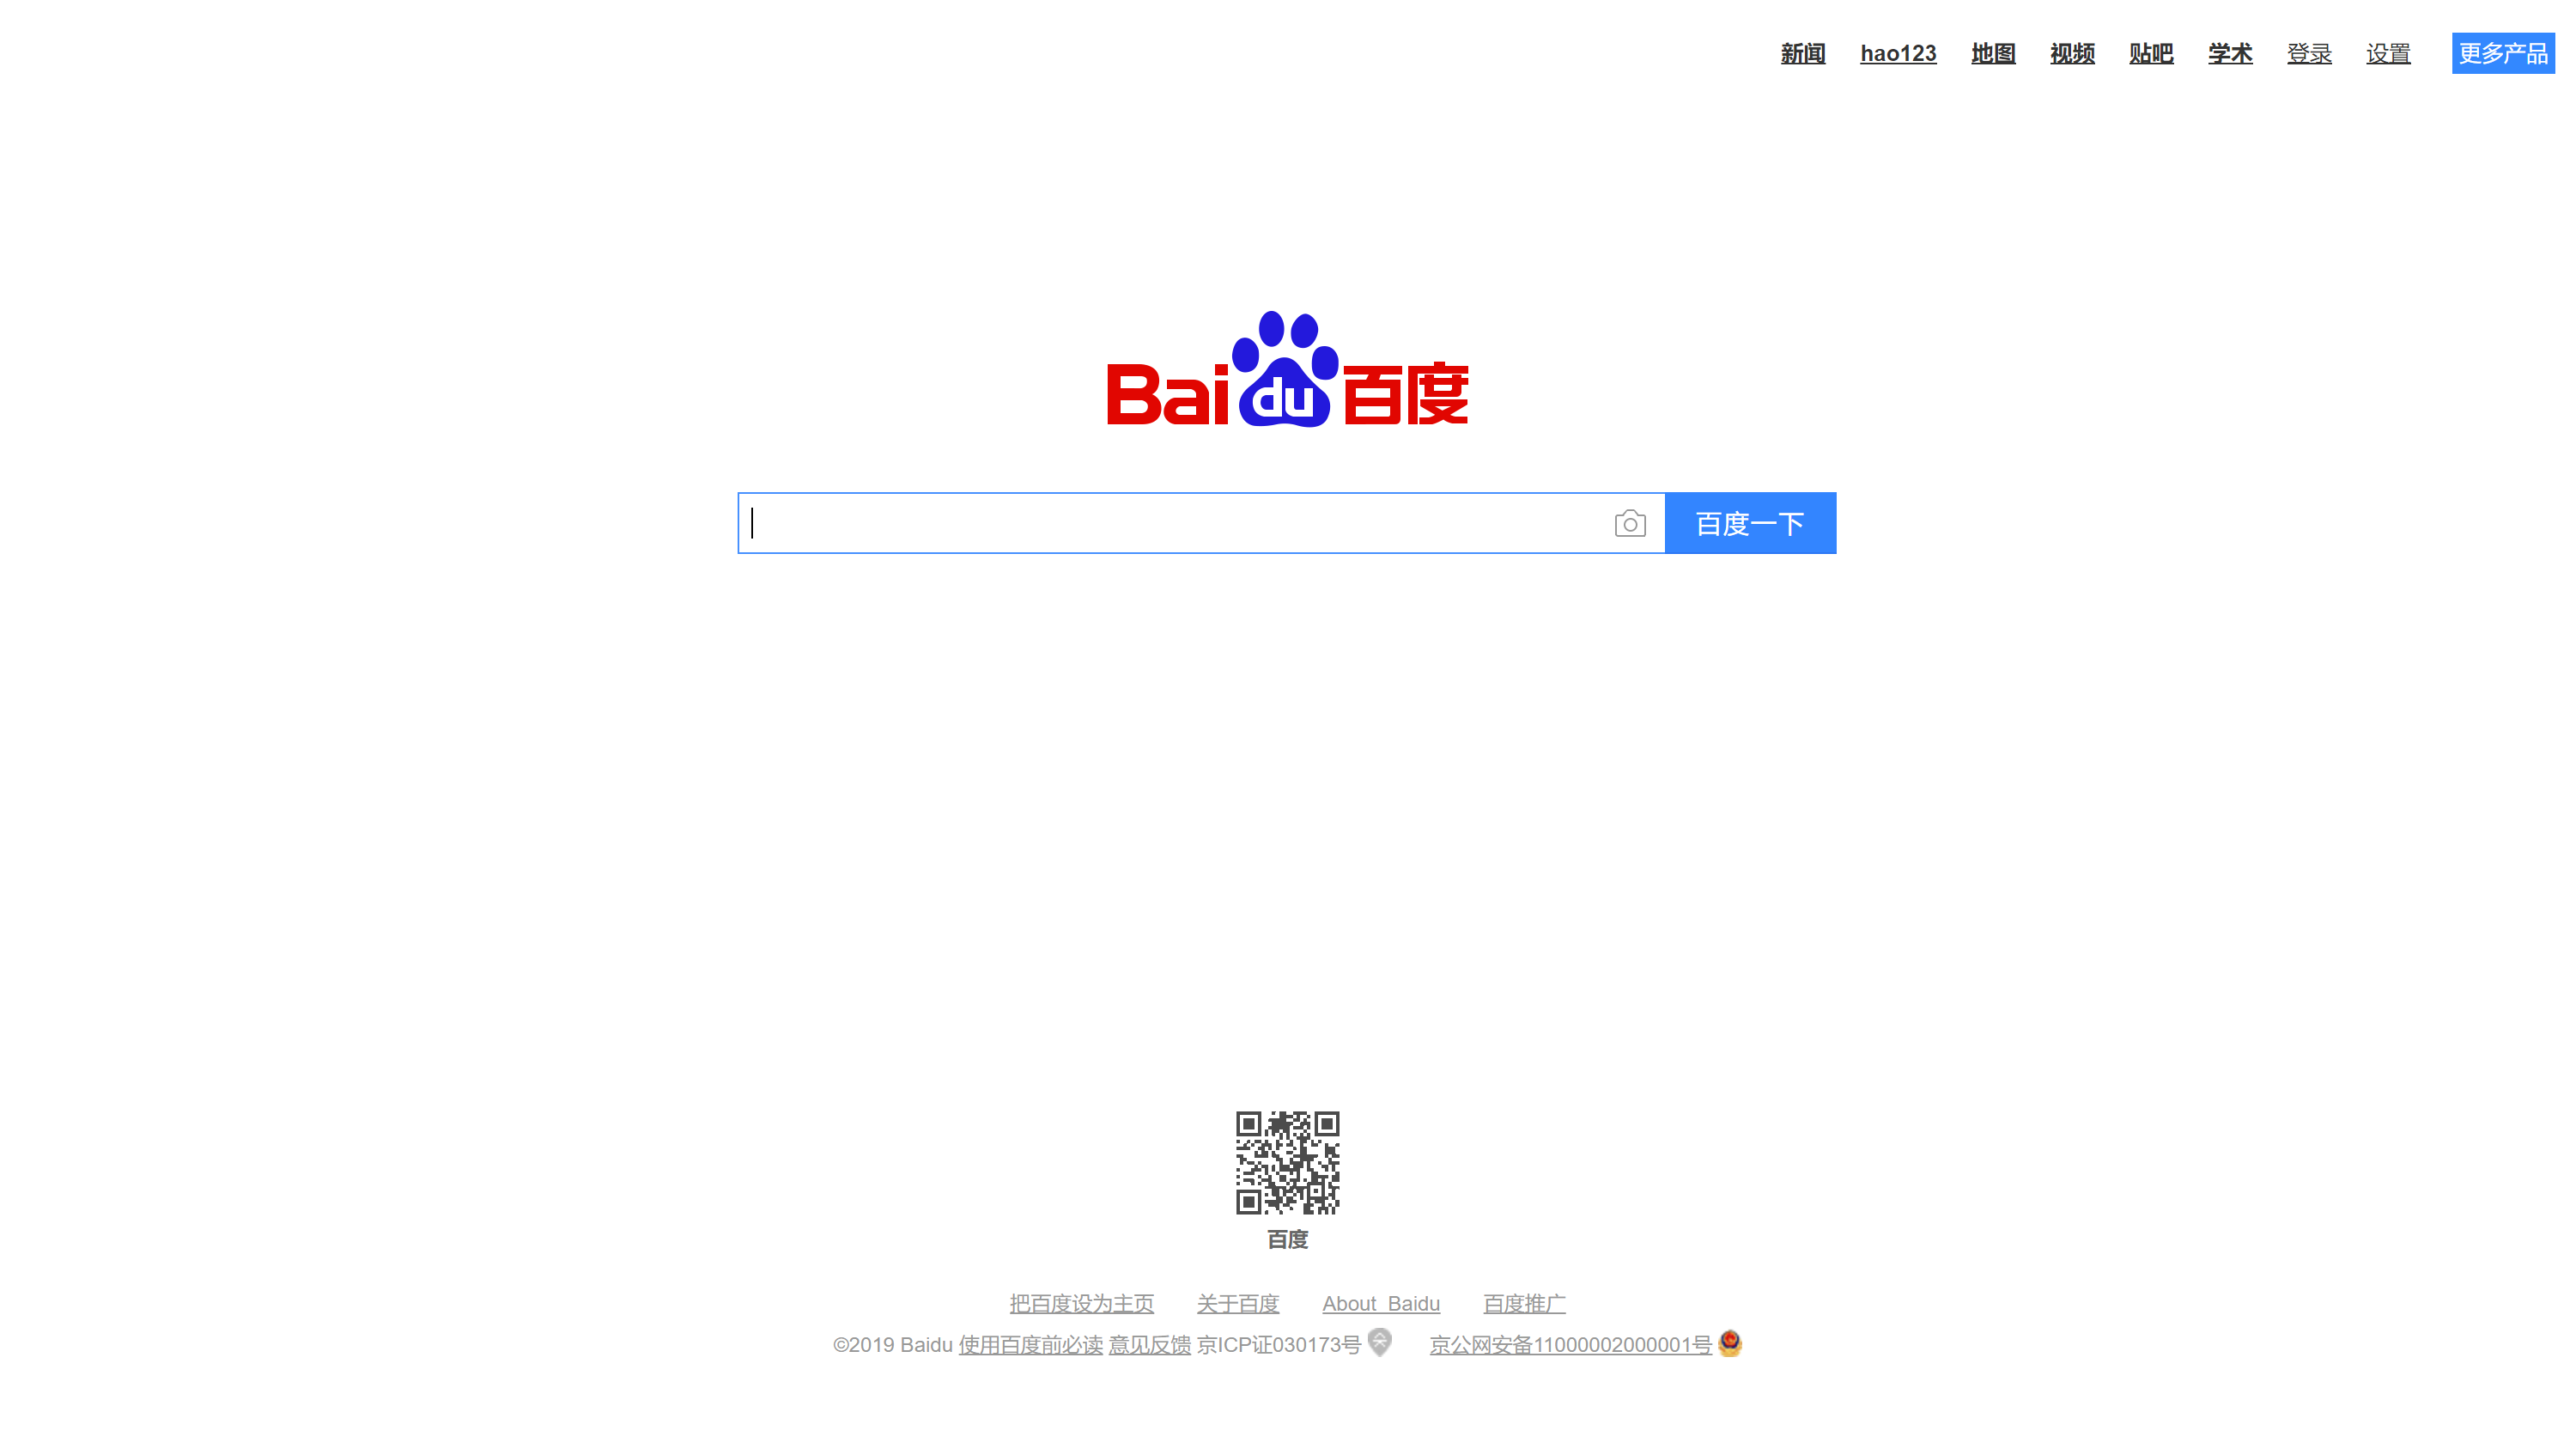 新闻 hao123 地图 视频 贴吧 学术 登录 设置 更多产品
Baidu百度
百度一下
百度
把百度设为主页 关于百度 About Baidu 百度推广
©2019 Baidu 使用百度前必读 意见反馈 京ICP证030173号 京公网安备11000002000001号